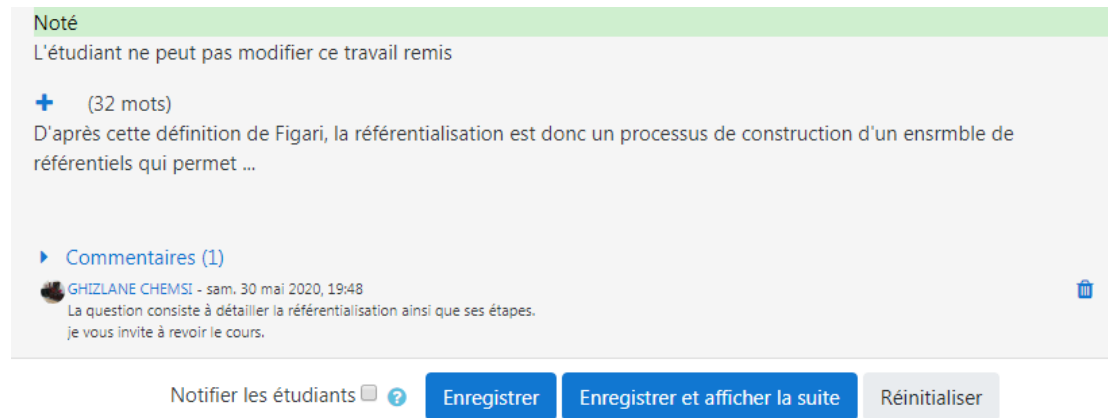 Noté
L'étudiant ne peut pas modifier ce travail remis
(32 mots)
D'après cette définition de Figari, la référentialisation est donc un processus de construction d'un ensrmble de
référentiels qui permet ...
Commentaires (1)
GHIZLANE CHEMSI - sam. 30 mai 2020, 19:48
La question consiste à détailler la référentialisation ainsi que ses étapes.
je vous invite à revoir le cours.
Notifier les étudiants ? Enregistrer Enregistrer et afficher la suite Réinitialiser